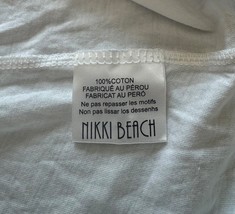 100%COTON
FABRIQUÉ AU PÉROU
FABRICAT AU PERÓ
Ne pas repasser les motifs
Non pas lissar los dessenhs
NIKKI BEACH